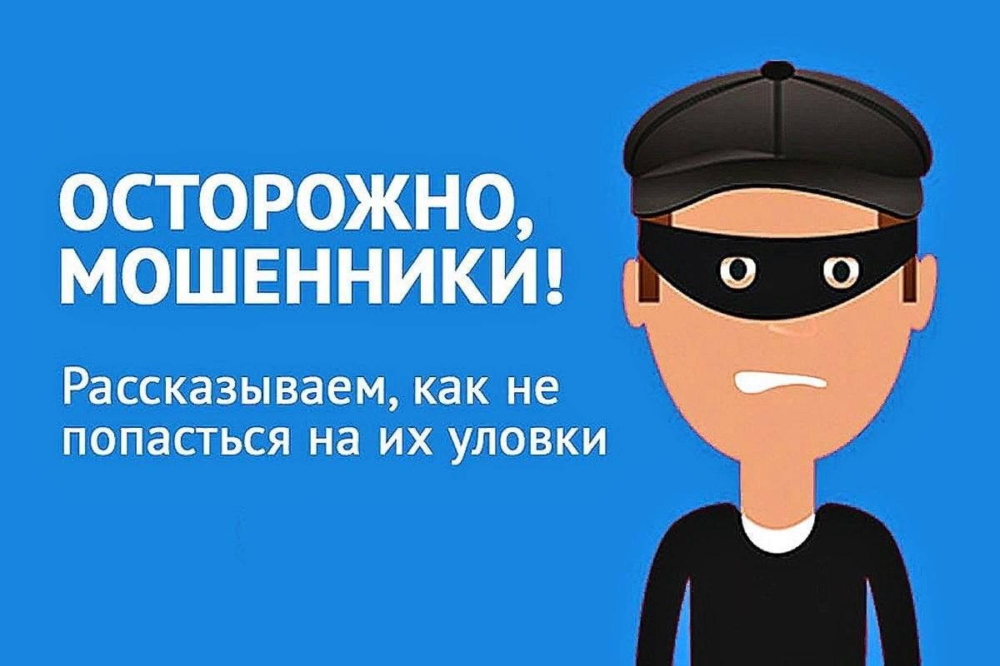 ОСТОРОЖНО,
МОШЕННИКИ!
Рассказываем, как не
попасться на их уловки